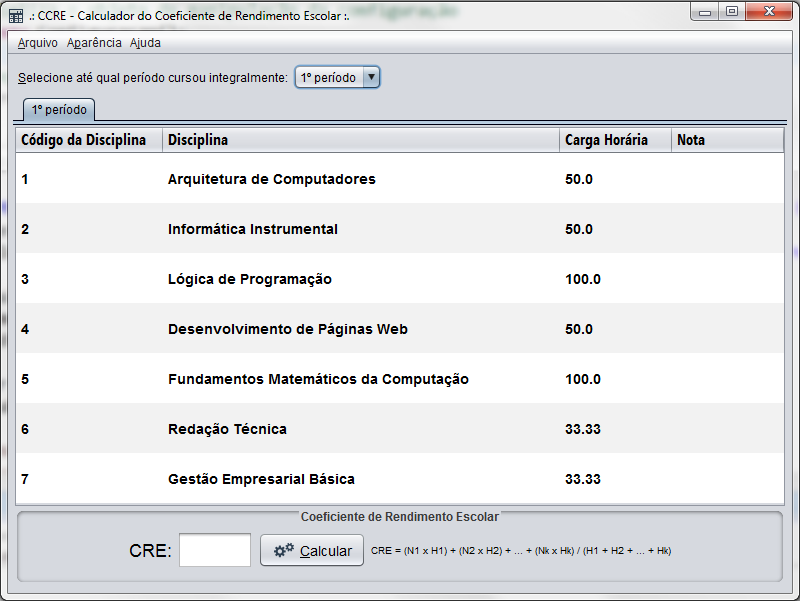 .: CCRE - Calculador do Coeficiente de Rendimento Escolar :.
Arquivo Aparência Ajuda
Selecione até qual período cursou integralmente: 1º período
1º período
Código da Disciplina Disciplina Carga Horária Nota
1 Arquitetura de Computadores 50.0
2 Informática Instrumental 50.0
3 Lógica de Programação 100.0
4 Desenvolvimento de Páginas Web 50.0
5 Fundamentos Matemáticos da Computação 100.0
6 Redação Técnica 33.33
7 Gestão Empresarial Básica 33.33
Coeficiente de Rendimento Escolar
CRE: Calcular CRE = (N1 x H1) + (N2 x H2) + ... + (Nk x Hk) / (H1 + H2 + ... + Hk)